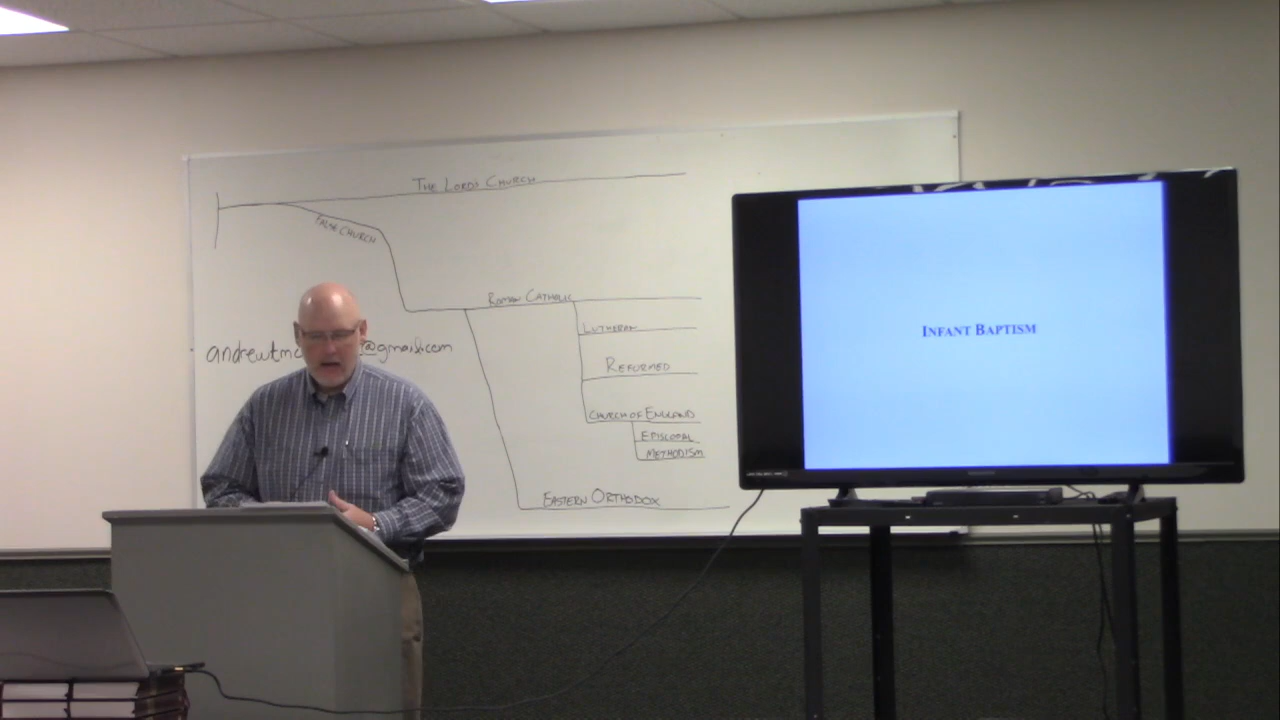 THE LORD'S CHURCH
FALSE CHURCH
ROMAN CATHOLIC
LUTHERAN
INFANT BAPTISM
@gmail.com
REFORMED
CHURCH OF ENGLAND
EPISCOPAL
METHODISM
EASTERN ORTHODOX